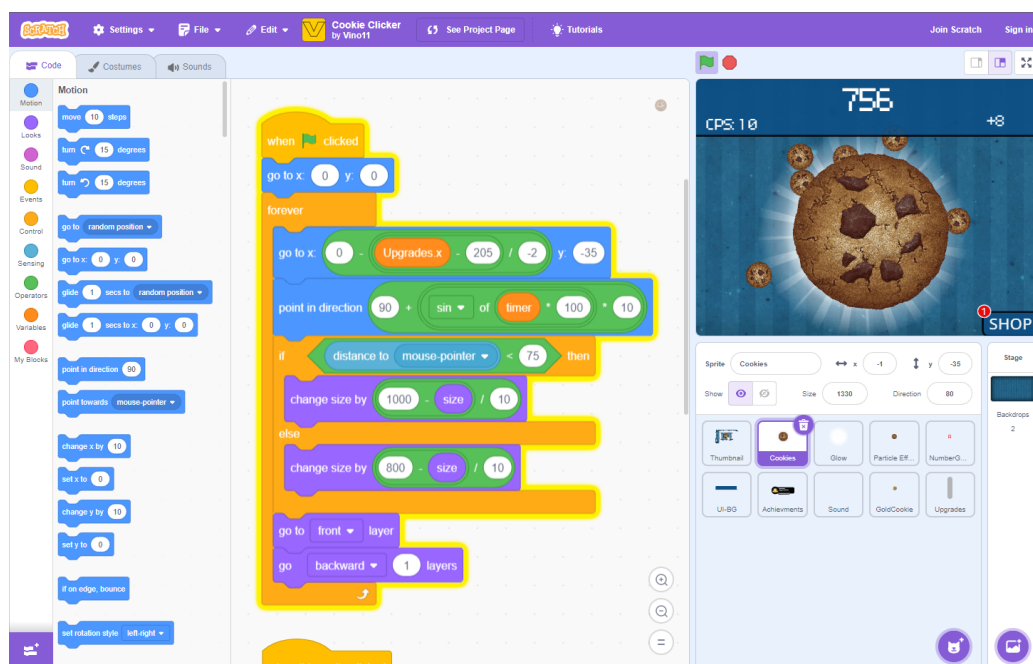 SCRATCH Settings File Edit Cookie Clicker by Vino11 See Project Page Tutorials Join Scratch Sign in
Code Costumes Sounds
Motion
Looks
Sound
Events
Control
Sensing
Operators
Variables
My Blocks
Motion
move 10 steps
turn 15 degrees
turn 15 degrees
go to random position
go to x: 0 y: 0
glide 1 secs to random position
glide 1 secs to x: 0 y: 0
point in direction 90
point towards mouse-pointer
change x by 10
set x to 0
change y by 10
set y to 0
if on edge, bounce
set rotation style left-right
when clicked
go to x: 0 y: 0
forever
go to x: 0 - Upgrades.x - 205 / -2 y: -35
point in direction 90 + sin of timer * 100 * 10
if distance to mouse-pointer < 75 then
change size by 1000 - size / 10
else
change size by 800 - size / 10
go to front layer
go backward 1 layers
756
CPS: 10 +8
1
SHOP
Sprite Cookies x -1 y -35
Show Size 1330 Direction 80
Thumbnail Cookies Glow Particle Eff... NumberG...
UI-BG Achievments Sound GoldCookie Upgrades
Stage
Backdrops
2